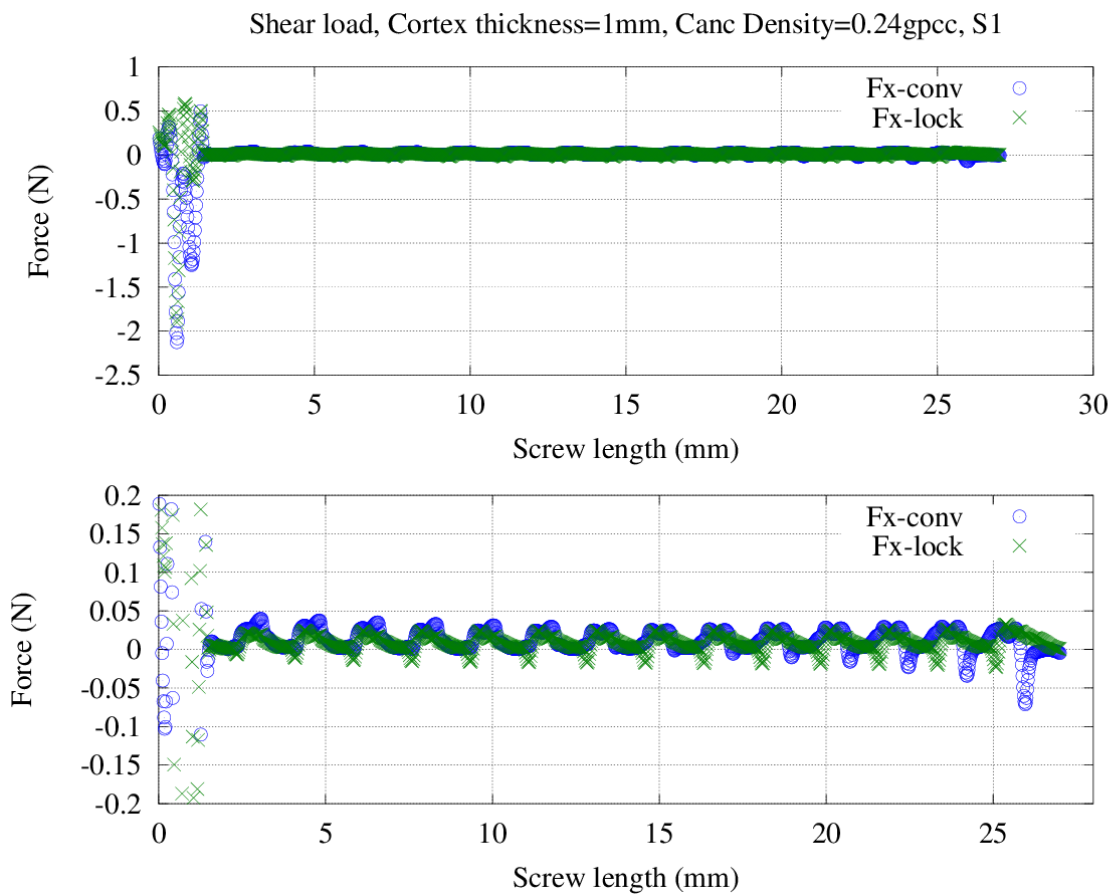 Shear load, Cortex thickness=1mm, Canc Density=0.24gpcc, S1
1
0.5
0
-0.5
-1
-1.5
-2
-2.5
Force (N)
Fx-conv
Fx-lock
0 5 10 15 20 25 30
Screw length (mm)
0.2
0.15
0.1
0.05
0
-0.05
-0.1
-0.15
-0.2
Force (N)
Fx-conv
Fx-lock
0 5 10 15 20 25
Screw length (mm)